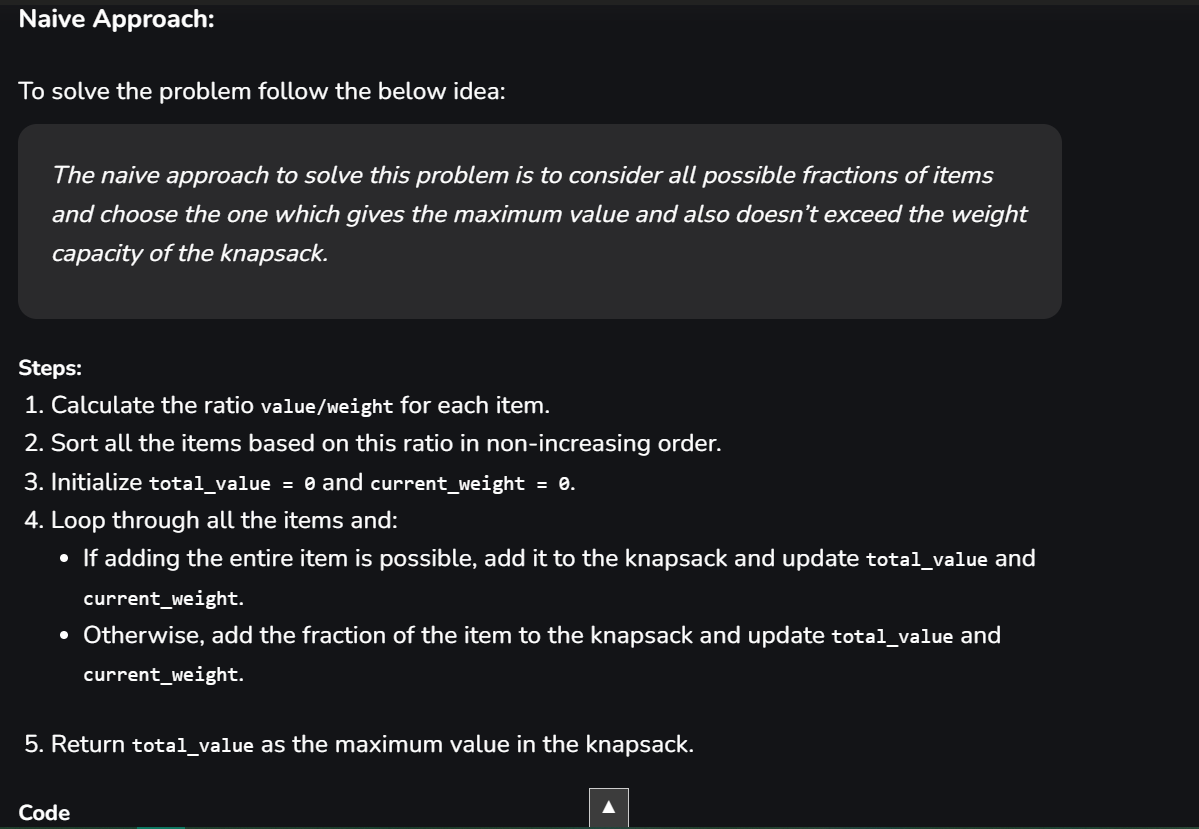 Naive Approach:
To solve the problem follow the below idea:
The naive approach to solve this problem is to consider all possible fractions of items
and choose the one which gives the maximum value and also doesn’t exceed the weight
capacity of the knapsack.
Steps:
1. Calculate the ratio value/weight for each item.
2. Sort all the items based on this ratio in non-increasing order.
3. Initialize total_value = 0 and current_weight = 0.
4. Loop through all the items and:
• If adding the entire item is possible, add it to the knapsack and update total_value and
current_weight.
• Otherwise, add the fraction of the item to the knapsack and update total_value and
current_weight.
5. Return total_value as the maximum value in the knapsack.
Code